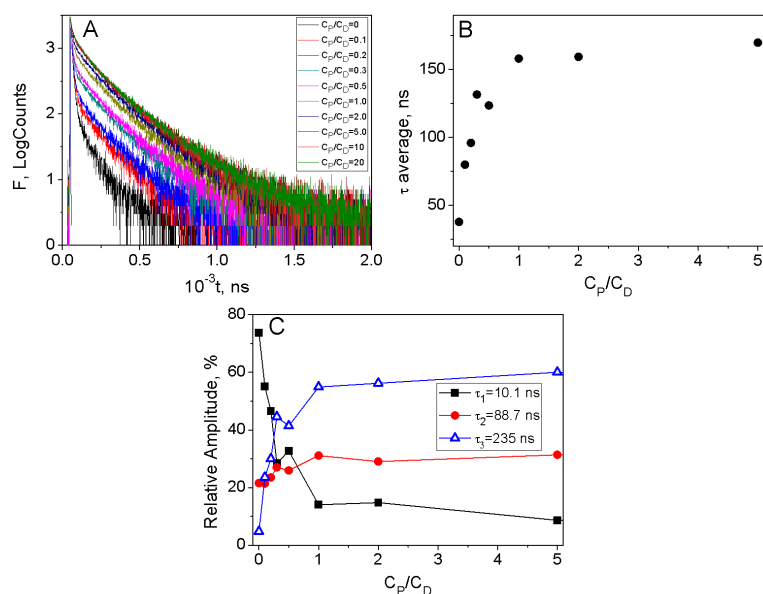 A
F, LogCounts
3
2
1
0
0.0
0.5
1.0
1.5
2.0
10⁻³t, ns
C_P/C_D=0
C_P/C_D=0.1
C_P/C_D=0.2
C_P/C_D=0.3
C_P/C_D=0.5
C_P/C_D=1.0
C_P/C_D=2.0
C_P/C_D=5.0
C_P/C_D=10
C_P/C_D=20
B
τ average, ns
150
100
50
0
1
2
3
4
5
C_P/C_D
C
Relative Amplitude, %
80
60
40
20
0
0
1
2
3
4
5
C_P/C_D
τ₁=10.1 ns
τ₂=88.7 ns
τ₃=235 ns